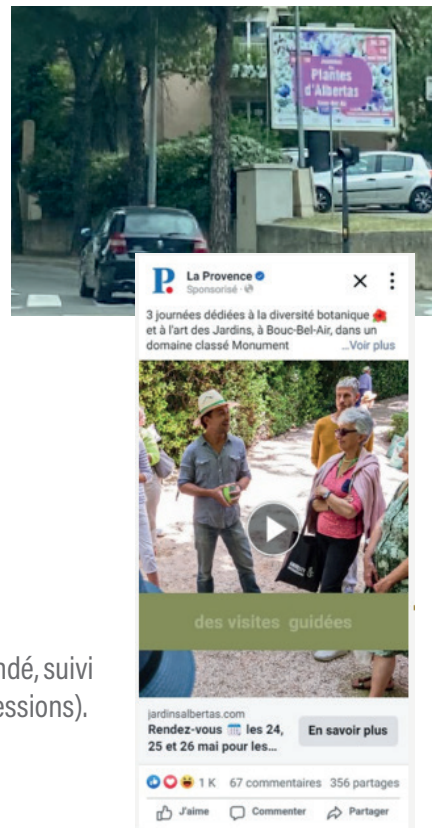 Plantes
d'Albertas
P.
La Provence
Sponsorisé
3 journées dédiées à la diversité botanique
et à l'art des Jardins, à Bouc-Bel-Air, dans un
domaine classé Monument ...Voir plus
des visites guidées
ndé, suivi
essions).
jardinsalbertas.com
Rendez-vous les 24,
25 et 26 mai pour les...
En savoir plus
1 K 67 commentaires 356 partages
J'aime Commenter Partager